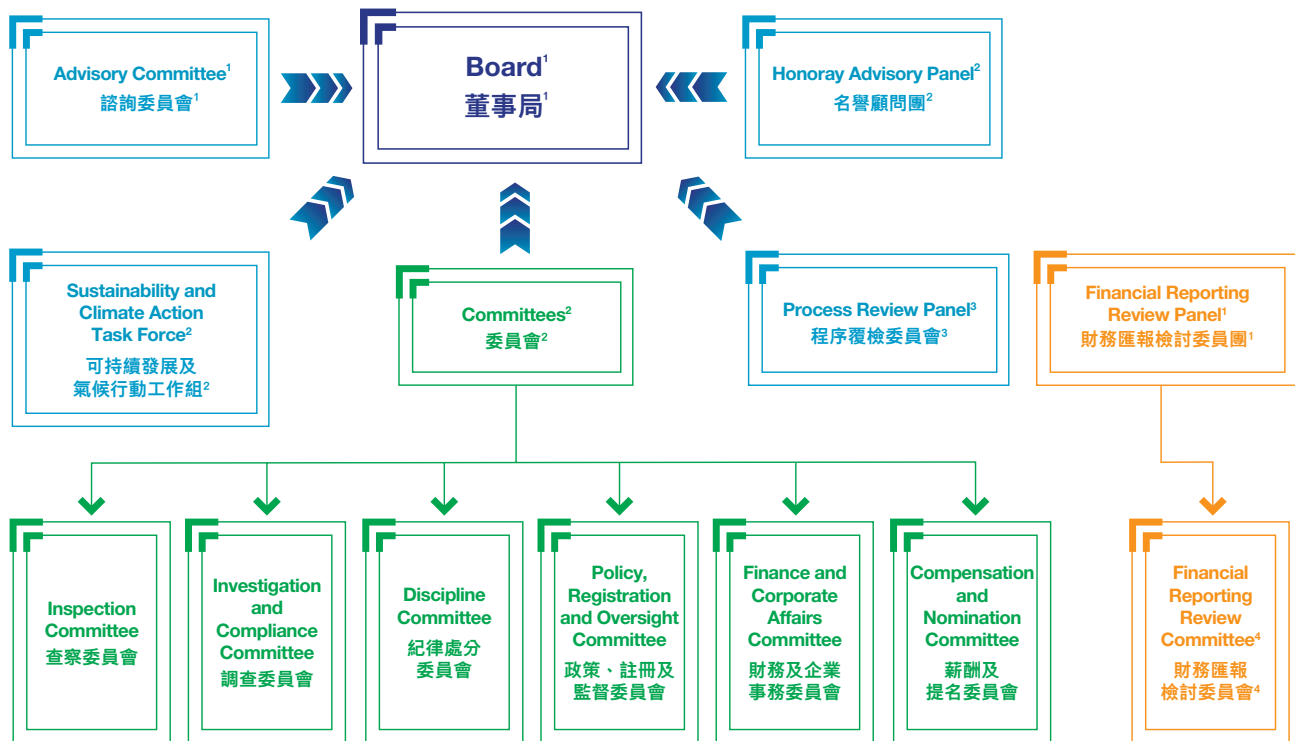 Advisory Committee¹
諮詢委員會¹
Board¹
董事局¹
Honoray Advisory Panel²
名譽顧問團²
Sustainability and
Climate Action
Task Force²
可持續發展及
氣候行動工作組²
Committees²
委員會²
Process Review Panel³
程序覆檢委員會³
Financial Reporting
Review Panel¹
財務匯報檢討委員團¹
Inspection
Committee
查察委員會
Investigation
and
Compliance
Committee
調查委員會
Discipline
Committee
紀律處分
委員會
Policy,
Registration
and Oversight
Committee
政策、註冊及
監督委員會
Finance and
Corporate
Affairs
Committee
財務及企業
事務委員會
Compensation
and
Nomination
Committee
薪酬及
提名委員會
Financial
Reporting
Review
Committee⁴
財務匯報
檢討委員會⁴